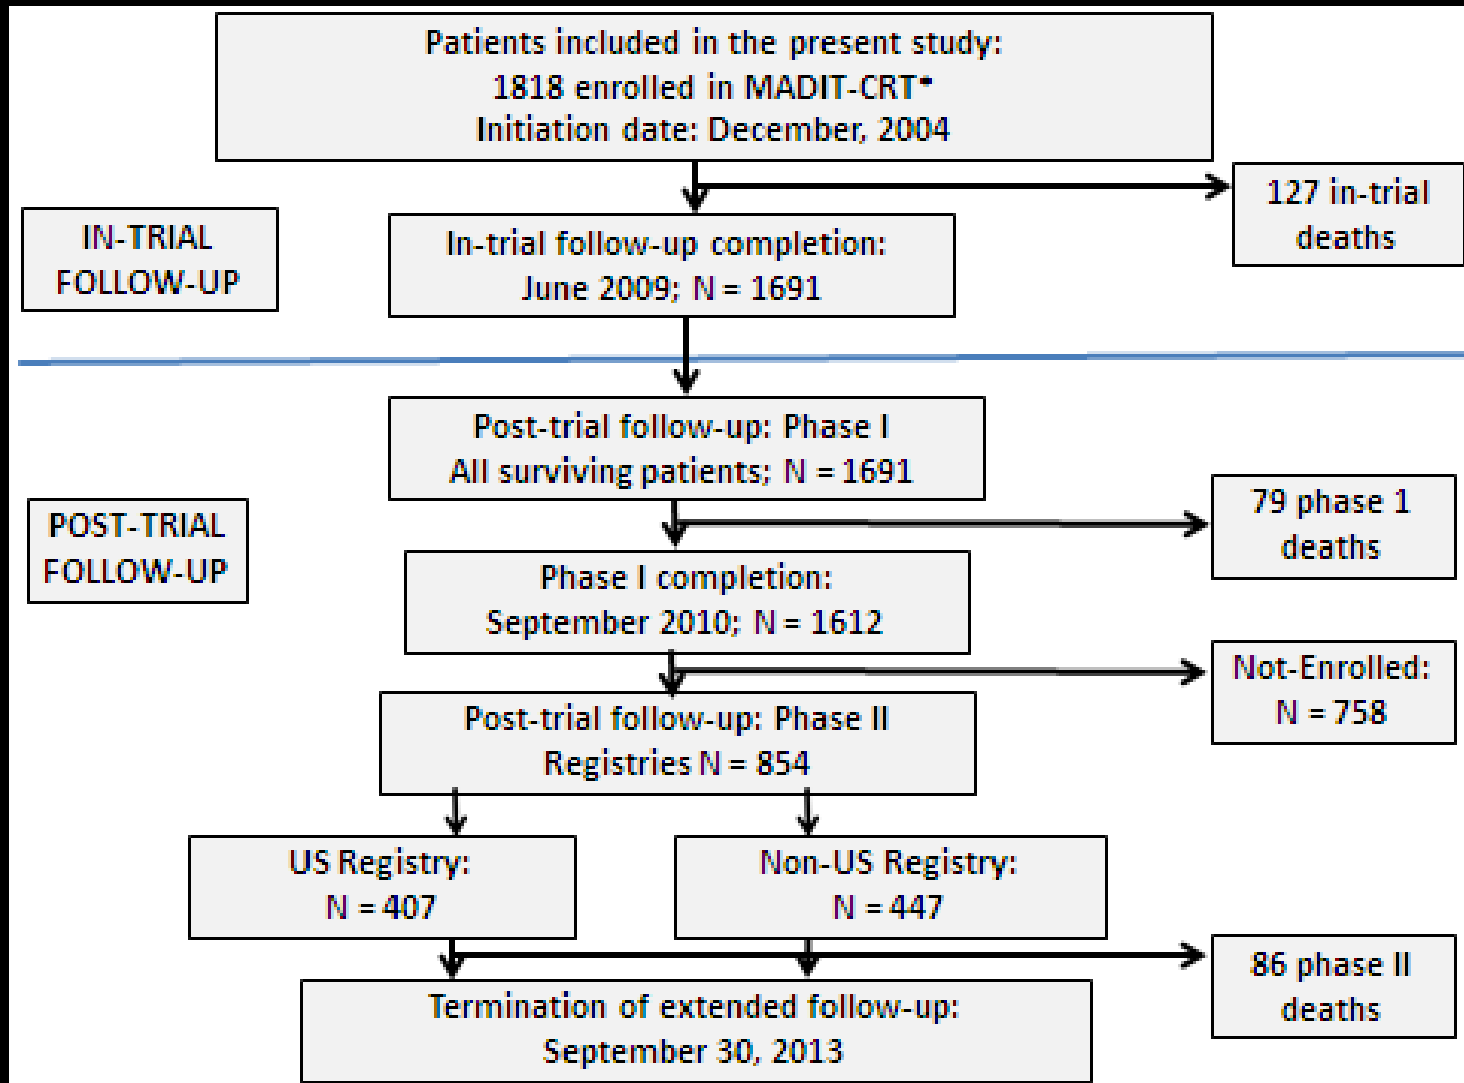 Patients included in the present study:
1818 enrolled in MADIT-CRT*
Initiation date: December, 2004
127 in-trial
deaths
IN-TRIAL
FOLLOW-UP
In-trial follow-up completion:
June 2009; N = 1691
Post-trial follow-up: Phase I
All surviving patients; N = 1691
79 phase 1
deaths
POST-TRIAL
FOLLOW-UP
Phase I completion:
September 2010; N = 1612
Not-Enrolled:
N = 758
Post-trial follow-up: Phase II
Registries N = 854
US Registry:
N = 407
Non-US Registry:
N = 447
86 phase II
deaths
Termination of extended follow-up:
September 30, 2013